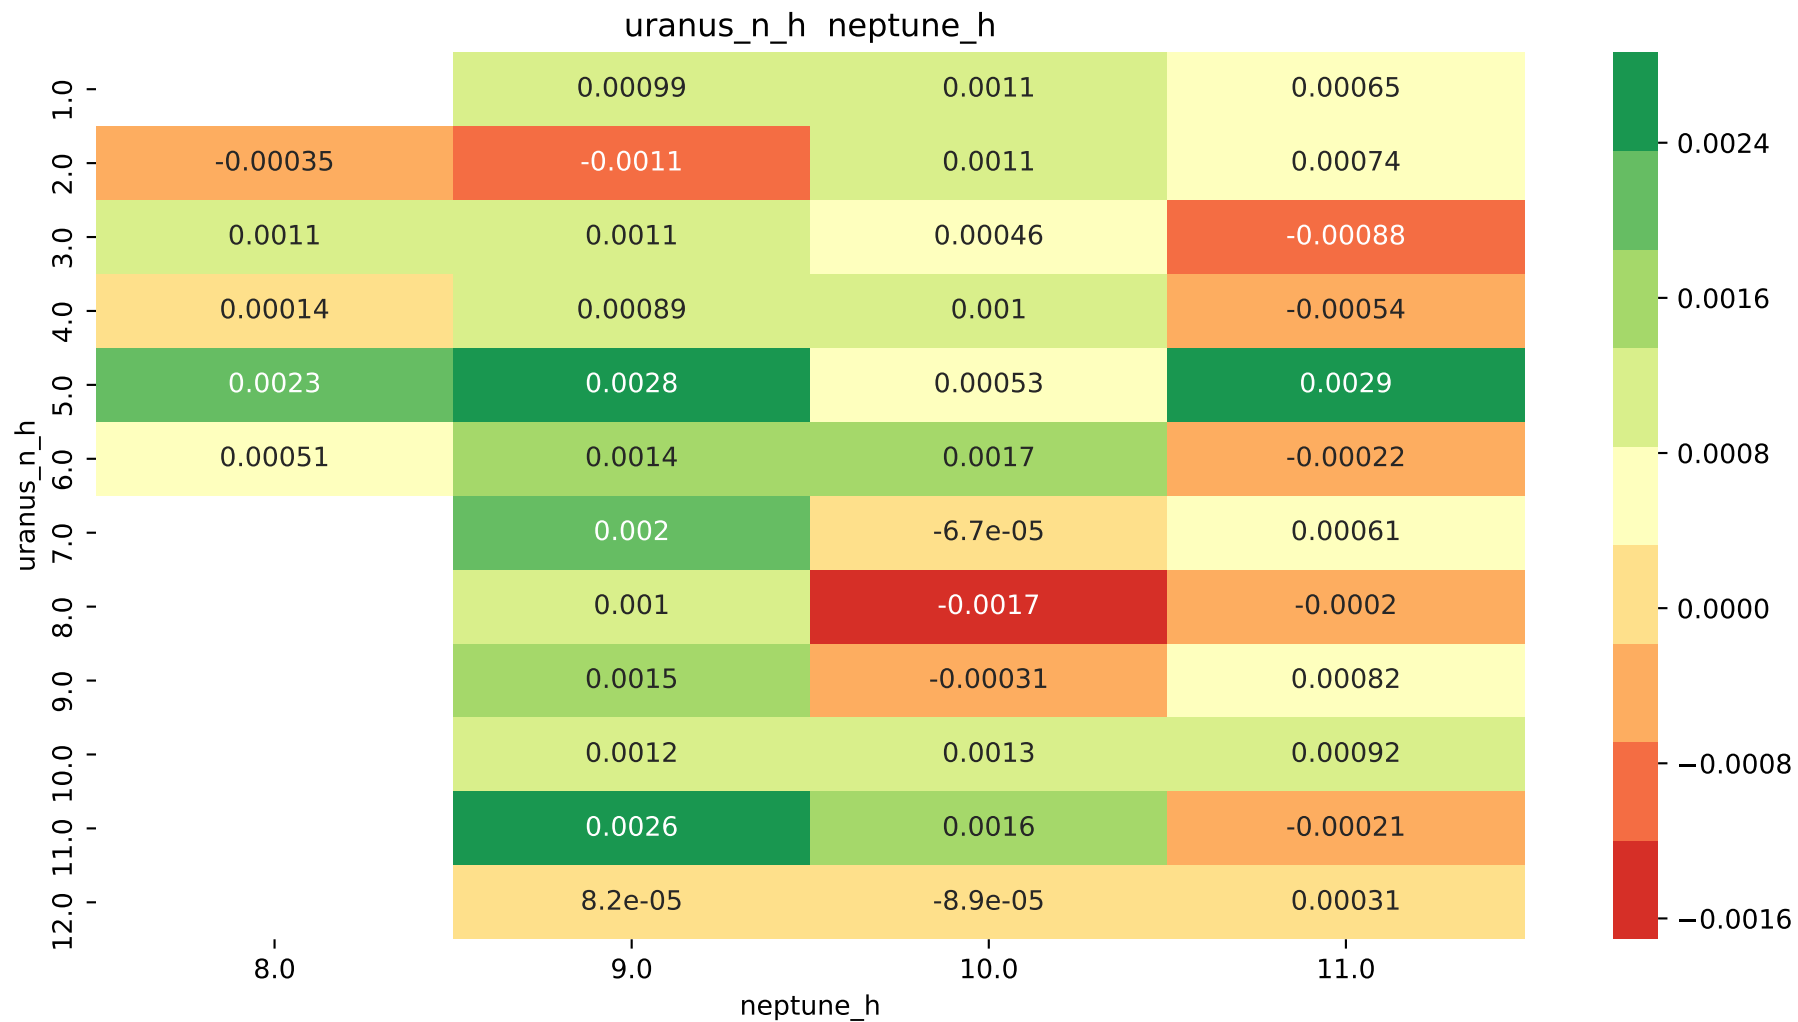 uranus_n_h  neptune_h
1.0 0.00099 0.0011 0.00065
2.0 -0.00035 -0.0011 0.0011 0.00074
3.0 0.0011 0.0011 0.00046 -0.00088
4.0 0.00014 0.00089 0.001 -0.00054
5.0 0.0023 0.0028 0.00053 0.0029
6.0 0.00051 0.0014 0.0017 -0.00022
7.0 0.002 -6.7e-05 0.00061
8.0 0.001 -0.0017 -0.0002
9.0 0.0015 -0.00031 0.00082
10.0 0.0012 0.0013 0.00092
11.0 0.0026 0.0016 -0.00021
12.0 8.2e-05 -8.9e-05 0.00031
uranus_n_h
8.0 9.0 10.0 11.0
neptune_h
0.0024
0.0016
0.0008
0.0000
−0.0008
−0.0016